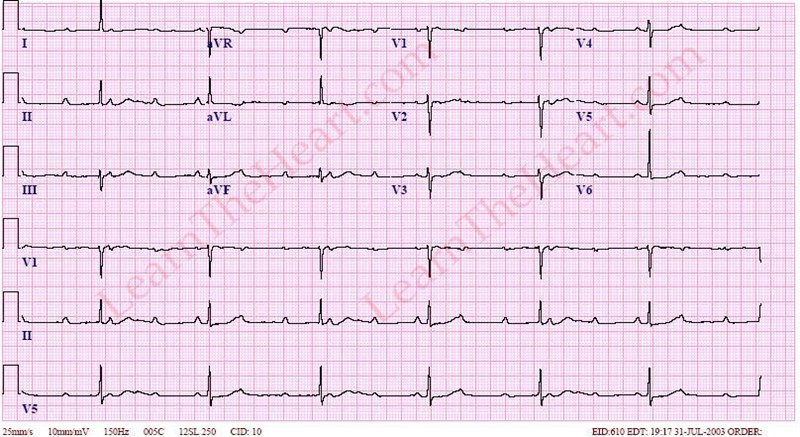 I aVR V1 V4
II aVL V2 V5
III aVF V3 V6
V1
II
V5
LearnTheHeart.com
LearnTheHeart.com
25mm/s 10mm/mV 150Hz 005C 12SL 250 CID: 10 EID:610 EDT: 19:17 31-JUL-2003 ORDER: